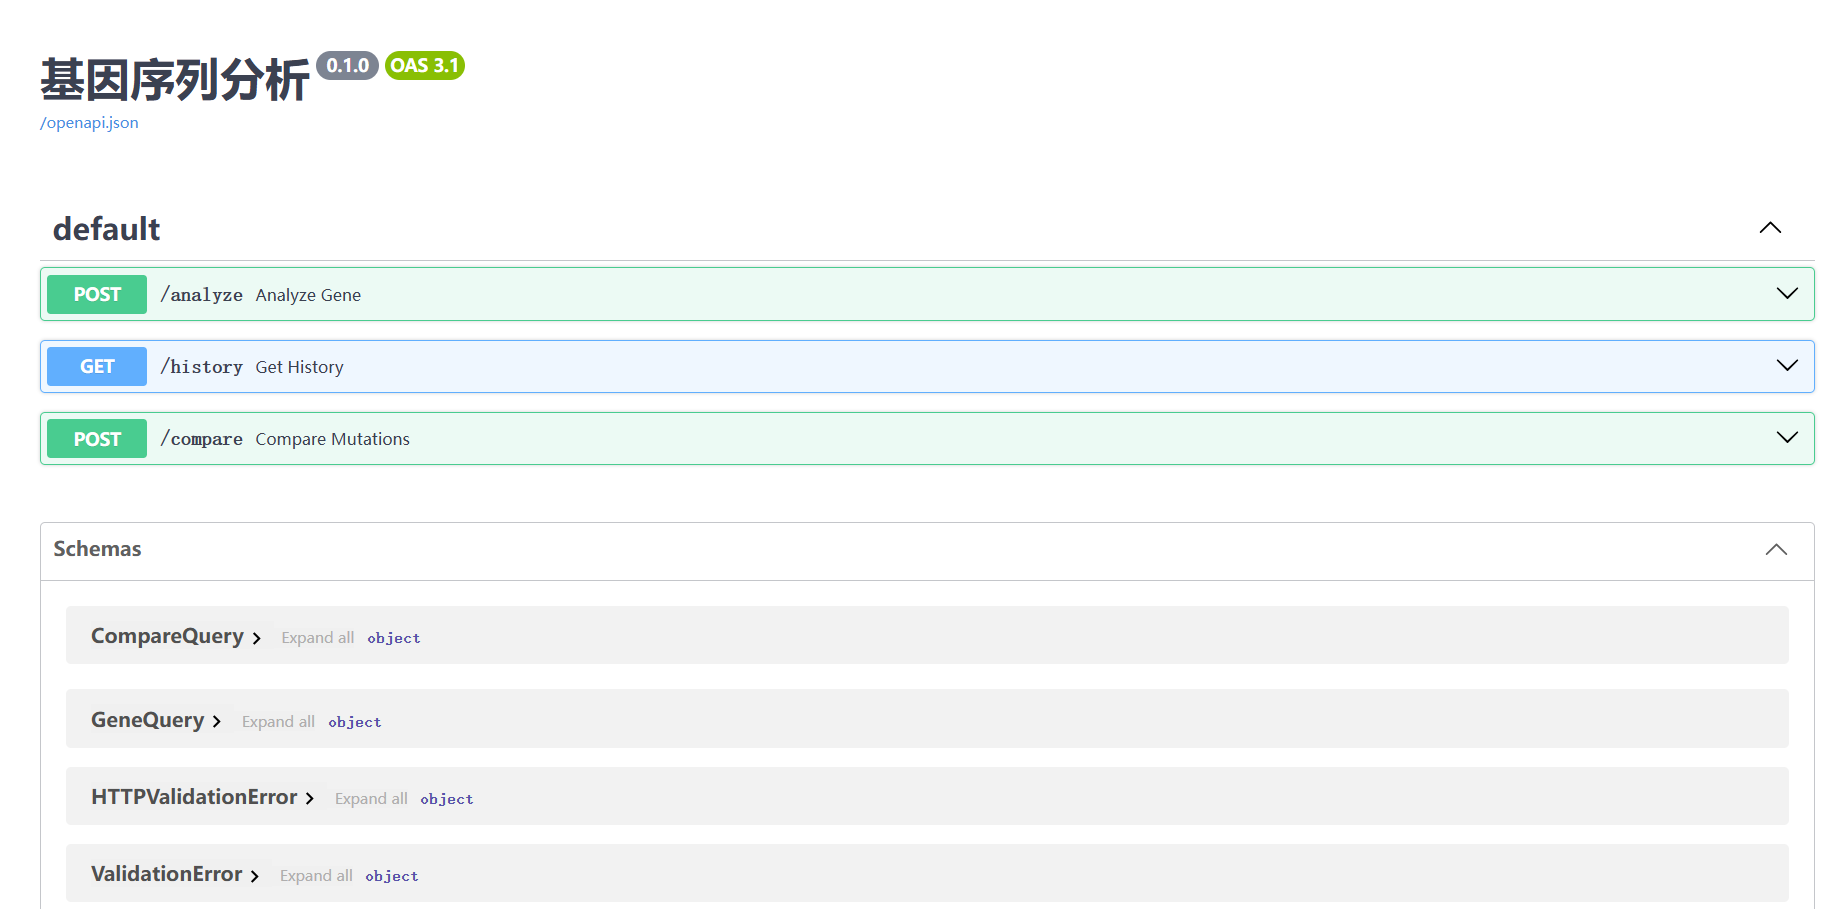 基因序列分析 0.1.0 OAS 3.1
/openapi.json
default
POST /analyze Analyze Gene
GET /history Get History
POST /compare Compare Mutations
Schemas
CompareQuery Expand all object
GeneQuery Expand all object
HTTPValidationError Expand all object
ValidationError Expand all object